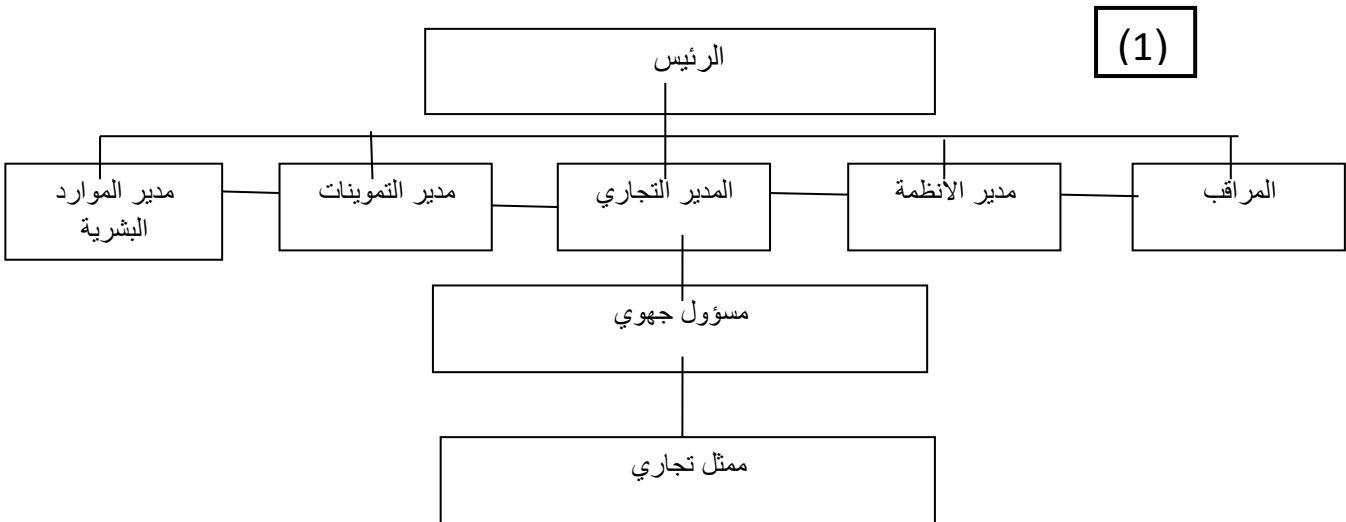 (1)
الرئيس
المراقب
مدير الانظمة
المدير التجاري
مدير التموينات
مدير الموارد
البشرية
مسؤول جهوي
ممثل تجاري